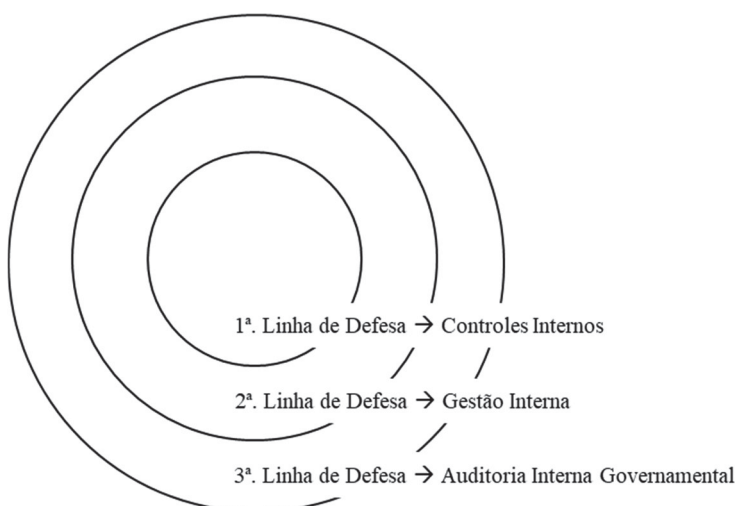 1ª. Linha de Defesa → Controles Internos
2ª. Linha de Defesa → Gestão Interna
3ª. Linha de Defesa → Auditoria Interna Governamental